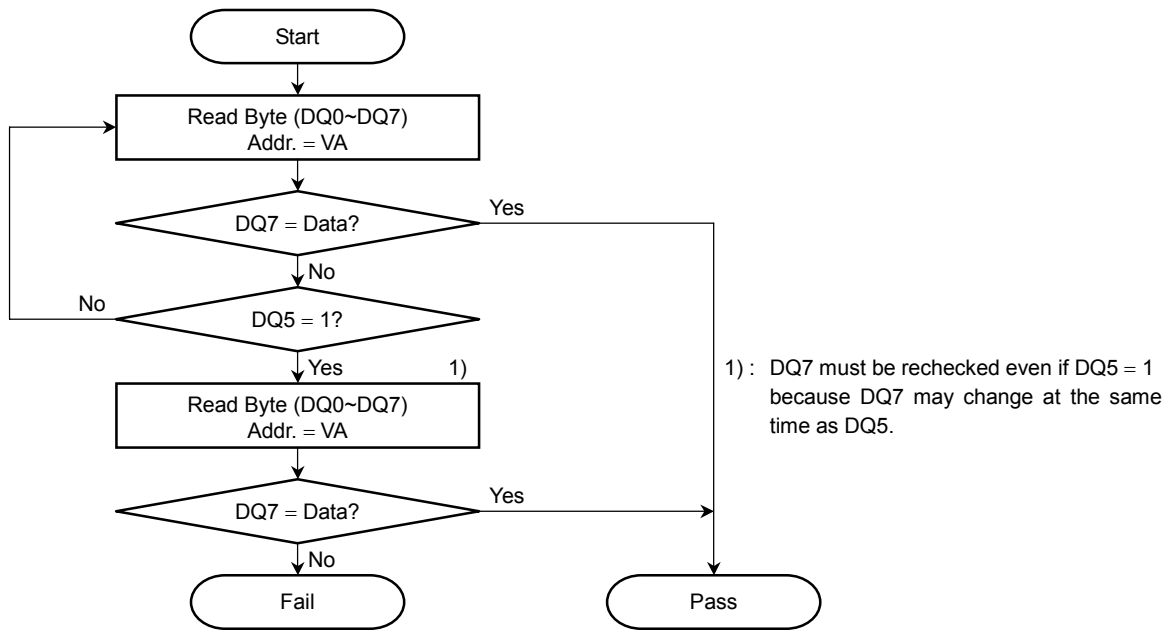 Start
Read Byte (DQ0~DQ7)
Addr. = VA
DQ7 = Data?
Yes
No
No
DQ5 = 1?
Yes
1)
Read Byte (DQ0~DQ7)
Addr. = VA
1) : DQ7 must be rechecked even if DQ5 = 1
because DQ7 may change at the same
time as DQ5.
DQ7 = Data?
Yes
No
Fail
Pass